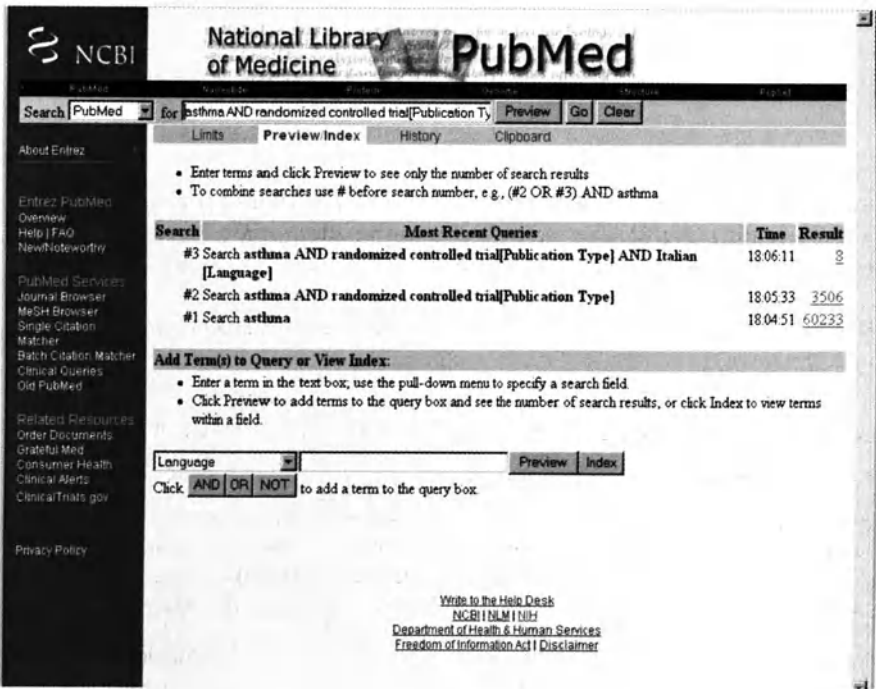 NCBI
National Library
of Medicine
PubMed
PubMed Nucleotide Protein Genome Structure PopSet
Search PubMed for asthma AND randomized controlled trial[Publication Ty Preview Go Clear
Limits Preview/Index History Clipboard
About Entrez
• Enter terms and click Preview to see only the number of search results
• To combine searches use # before search number, e.g., (#2 OR #3) AND asthma
Entrez PubMed
Overview
Help | FAQ
New/Noteworthy
PubMed Services
Journal Browser
MeSH Browser
Single Citation
Matcher
Batch Citation Matcher
Clinical Queries
Old PubMed
Related Resources
Order Documents
Grateful Med
Consumer Health
Clinical Alerts
ClinicalTrials.gov
Privacy Policy
Search Most Recent Queries Time Result
#3 Search asthma AND randomized controlled trial[Publication Type] AND Italian 18:06:11 8
[Language]
#2 Search asthma AND randomized controlled trial[Publication Type] 18:05:33 3506
#1 Search asthma 18:04:51 60233
Add Term(s) to Query or View Index:
• Enter a term in the text box; use the pull-down menu to specify a search field.
• Click Preview to add terms to the query box and see the number of search results, or click Index to view terms
within a field.
Language Preview Index
Click AND OR NOT to add a term to the query box.
Write to the Help Desk
NCBI | NLM | NIH
Department of Health & Human Services
Freedom of Information Act | Disclaimer